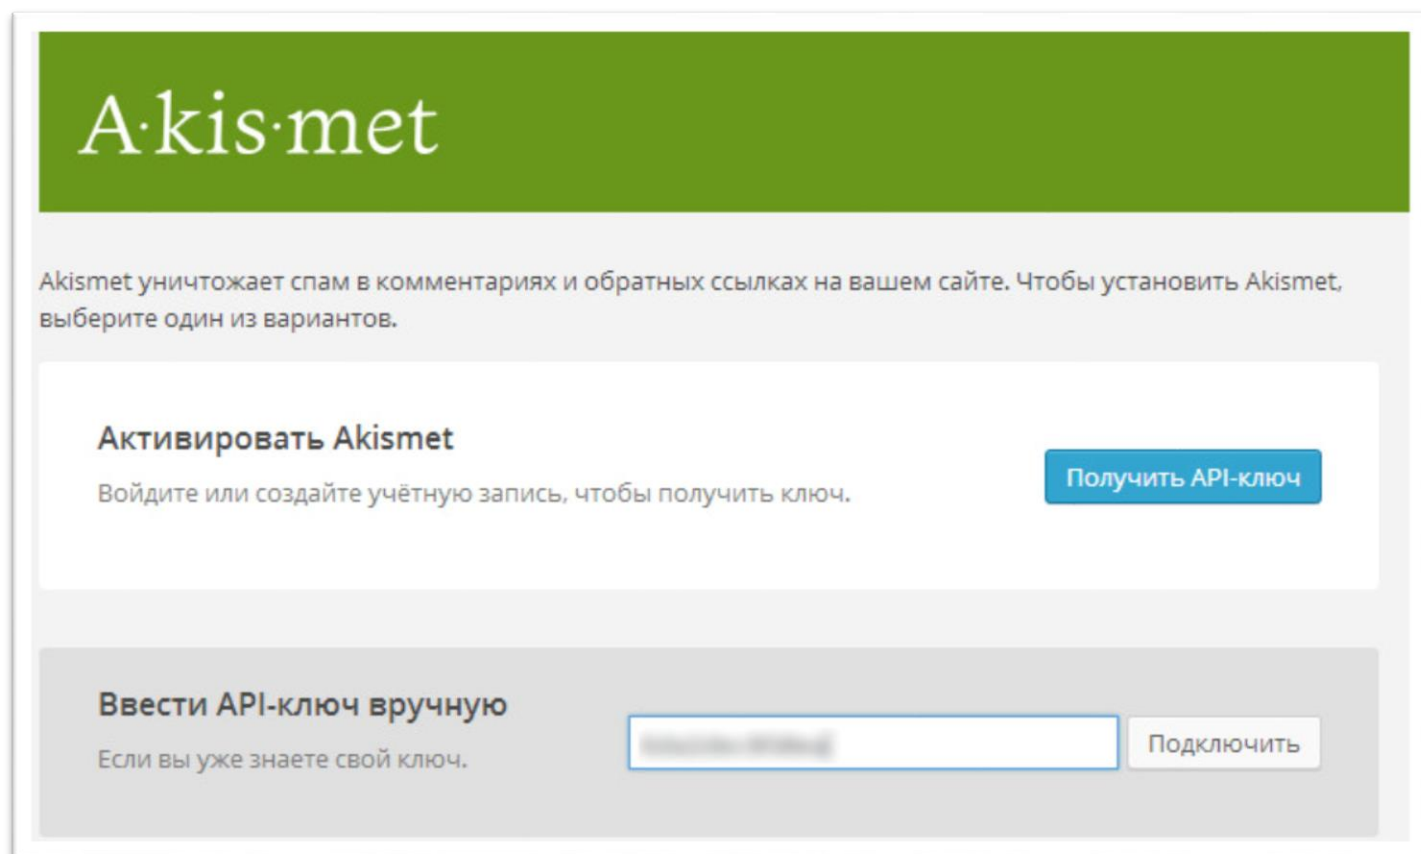 A·kis·met
Akismet уничтожает спам в комментариях и обратных ссылках на вашем сайте. Чтобы установить Akismet,
выберите один из вариантов.
Активировать Akismet
Войдите или создайте учётную запись, чтобы получить ключ.
Получить API-ключ
Ввести API-ключ вручную
Если вы уже знаете свой ключ.
Подключить